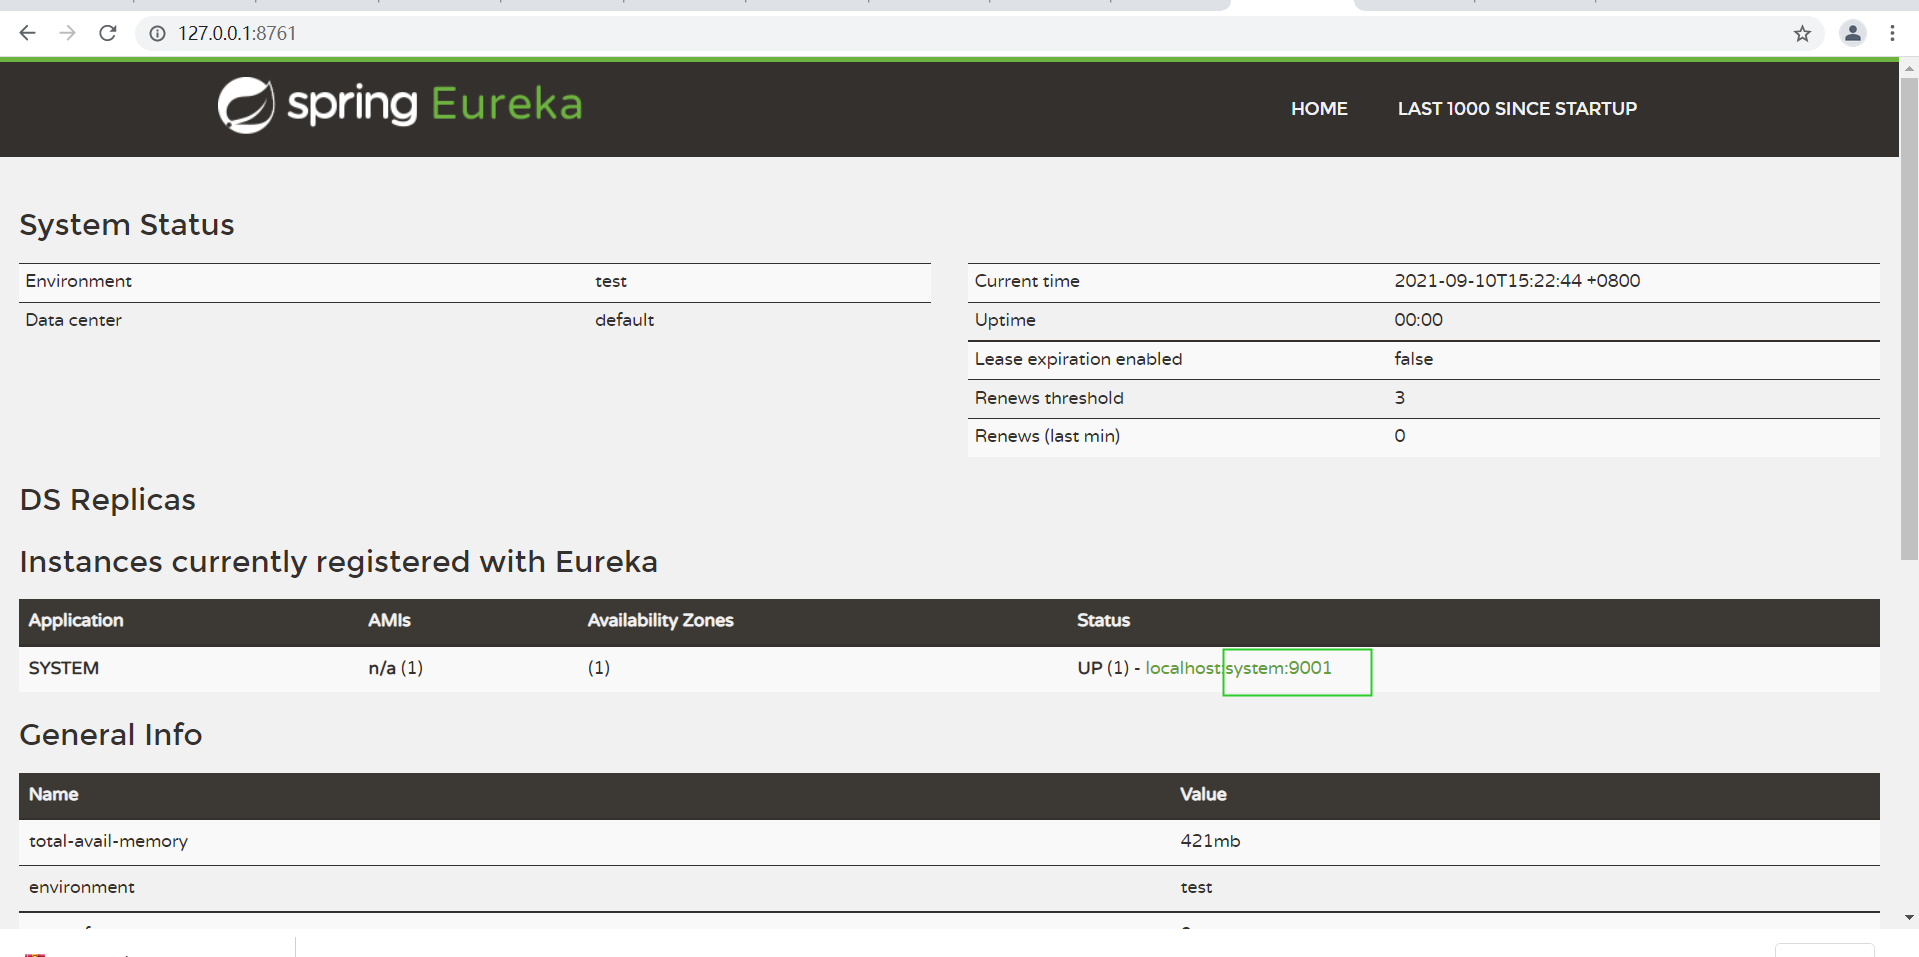 127.0.0.1:8761
spring Eureka
HOME LAST 1000 SINCE STARTUP
System Status
Environment test
Data center default
Current time 2021-09-10T15:22:44 +0800
Uptime 00:00
Lease expiration enabled false
Renews threshold 3
Renews (last min) 0
DS Replicas
Instances currently registered with Eureka
Application AMIs Availability Zones Status
SYSTEM n/a (1) (1) UP (1) - localhost:system:9001
General Info
Name Value
total-avail-memory 421mb
environment test